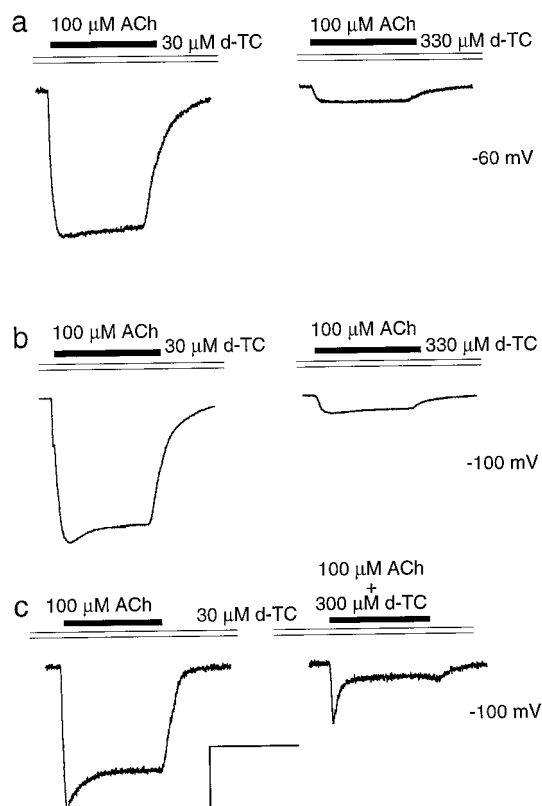 a
100 μM ACh
30 μM d-TC
100 μM ACh
330 μM d-TC
-60 mV
b
100 μM ACh
30 μM d-TC
100 μM ACh
330 μM d-TC
-100 mV
c
100 μM ACh
30 μM d-TC
100 μM ACh
+
300 μM d-TC
-100 mV